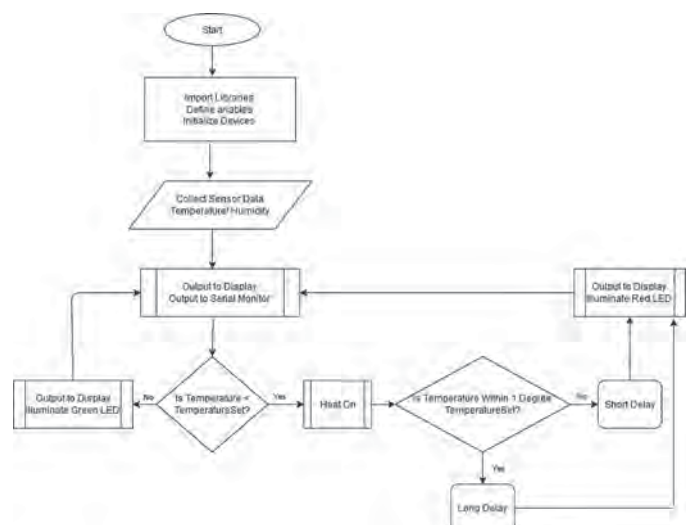 Start
Import Libraries
Define ariables
Initialize Devices
Collect Sensor Data
Temperature/ Humidity
Output to Display
Output to Serial Monitor
Output to Display
Illuminate Red LED
Output to Display
Illuminate Green LED
No
Is Temperature <
TemperatureSet?
Yes
Heat On
Is Temperature Within 1 Degree
TemperatureSet?
No
Short Delay
Yes
Long Delay